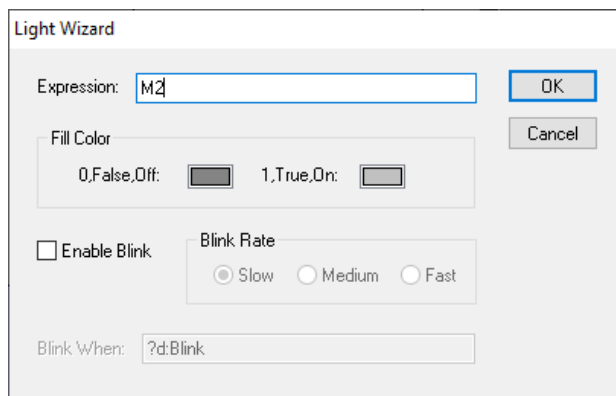 Light Wizard
Expression: M2 OK
Cancel
Fill Color
0,False,Off: 1,True,On:
Enable Blink
Blink Rate
Slow Medium Fast
Blink When: ?d:Blink